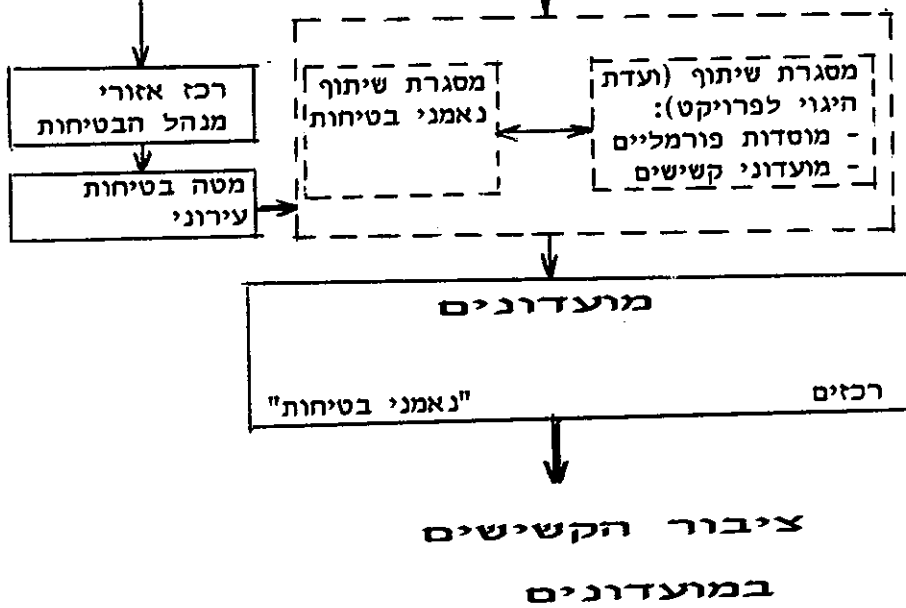 מסגרת שיתוף (ועדת
היגוי לפרויקט):
- מוסדות פורמליים
- מועדוני קשישים
מסגרת שיתוף
נאמני בטיחות
רכז אזורי
מנהל הבטיחות
מטה בטיחות
עירוני
מועדונים
רכזים
"נאמני בטיחות"
ציבור הקשישים
במועדונים